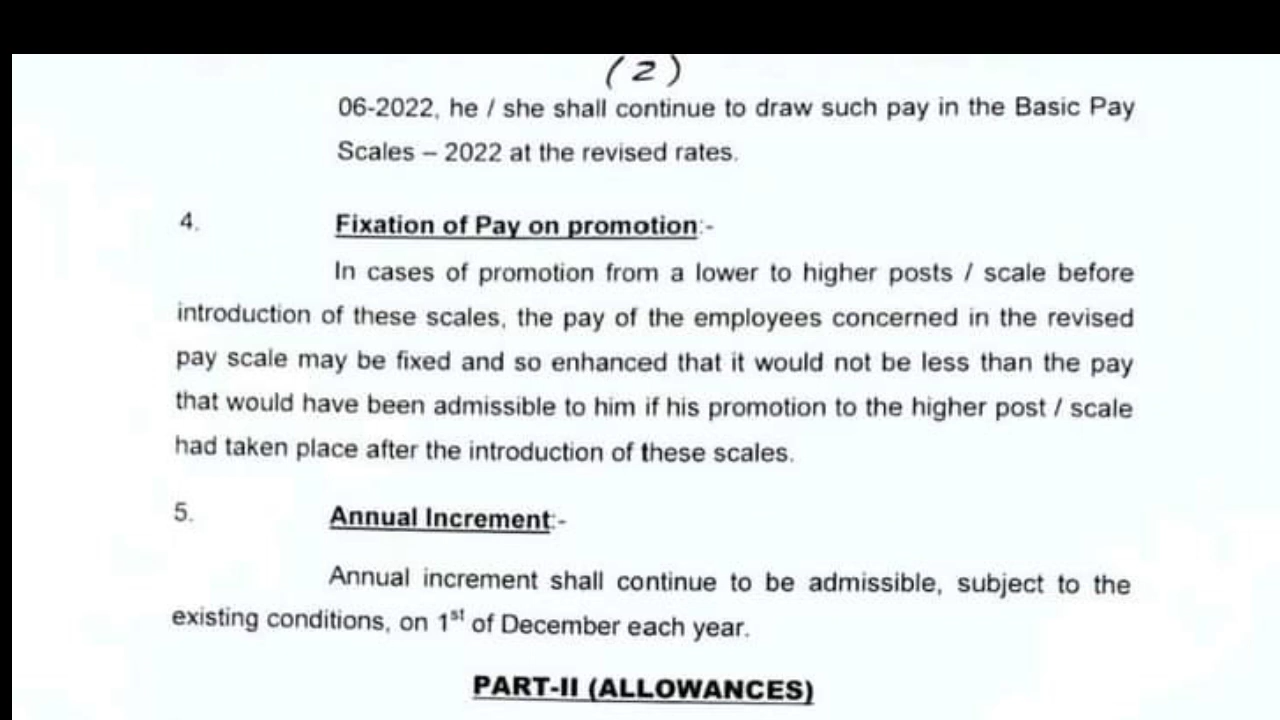 (2)
06-2022, he / she shall continue to draw such pay in the Basic Pay
Scales – 2022 at the revised rates.
4. Fixation of Pay on promotion:-
In cases of promotion from a lower to higher posts / scale before
introduction of these scales, the pay of the employees concerned in the revised
pay scale may be fixed and so enhanced that it would not be less than the pay
that would have been admissible to him if his promotion to the higher post / scale
had taken place after the introduction of these scales.
5. Annual Increment:-
Annual increment shall continue to be admissible, subject to the
existing conditions, on 1st of December each year.
PART-II (ALLOWANCES)